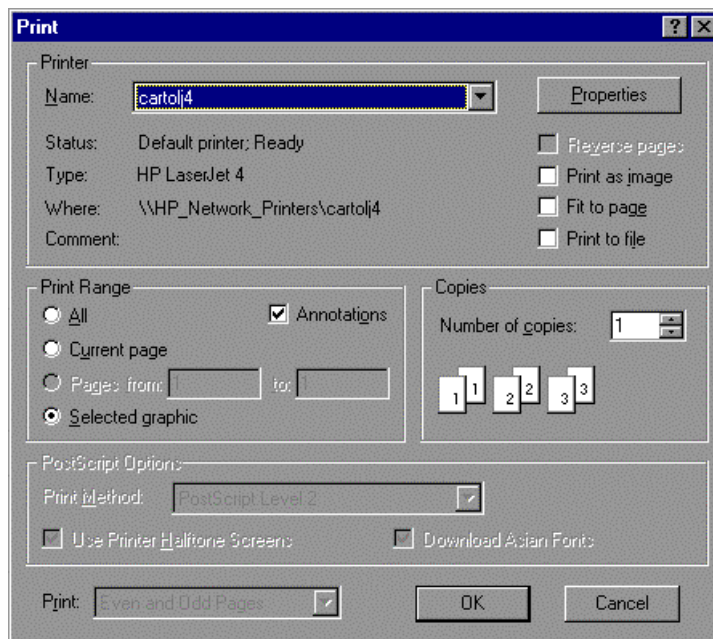 Print
Printer
Name: cartolj4 Properties
Status: Default printer; Ready Reverse pages
Type: HP LaserJet 4 Print as image
Where: \\HP_Network_Printers\cartolj4 Fit to page
Comment: Print to file
Print Range
All Annotations
Current page
Pages from: 1 to: 1
Selected graphic
Copies
Number of copies: 1
1 1 2 2 3 3
PostScript Options
Print Method: PostScript Level 2
Use Printer Halftone Screens Download Asian Fonts
Print: Even and Odd Pages OK Cancel